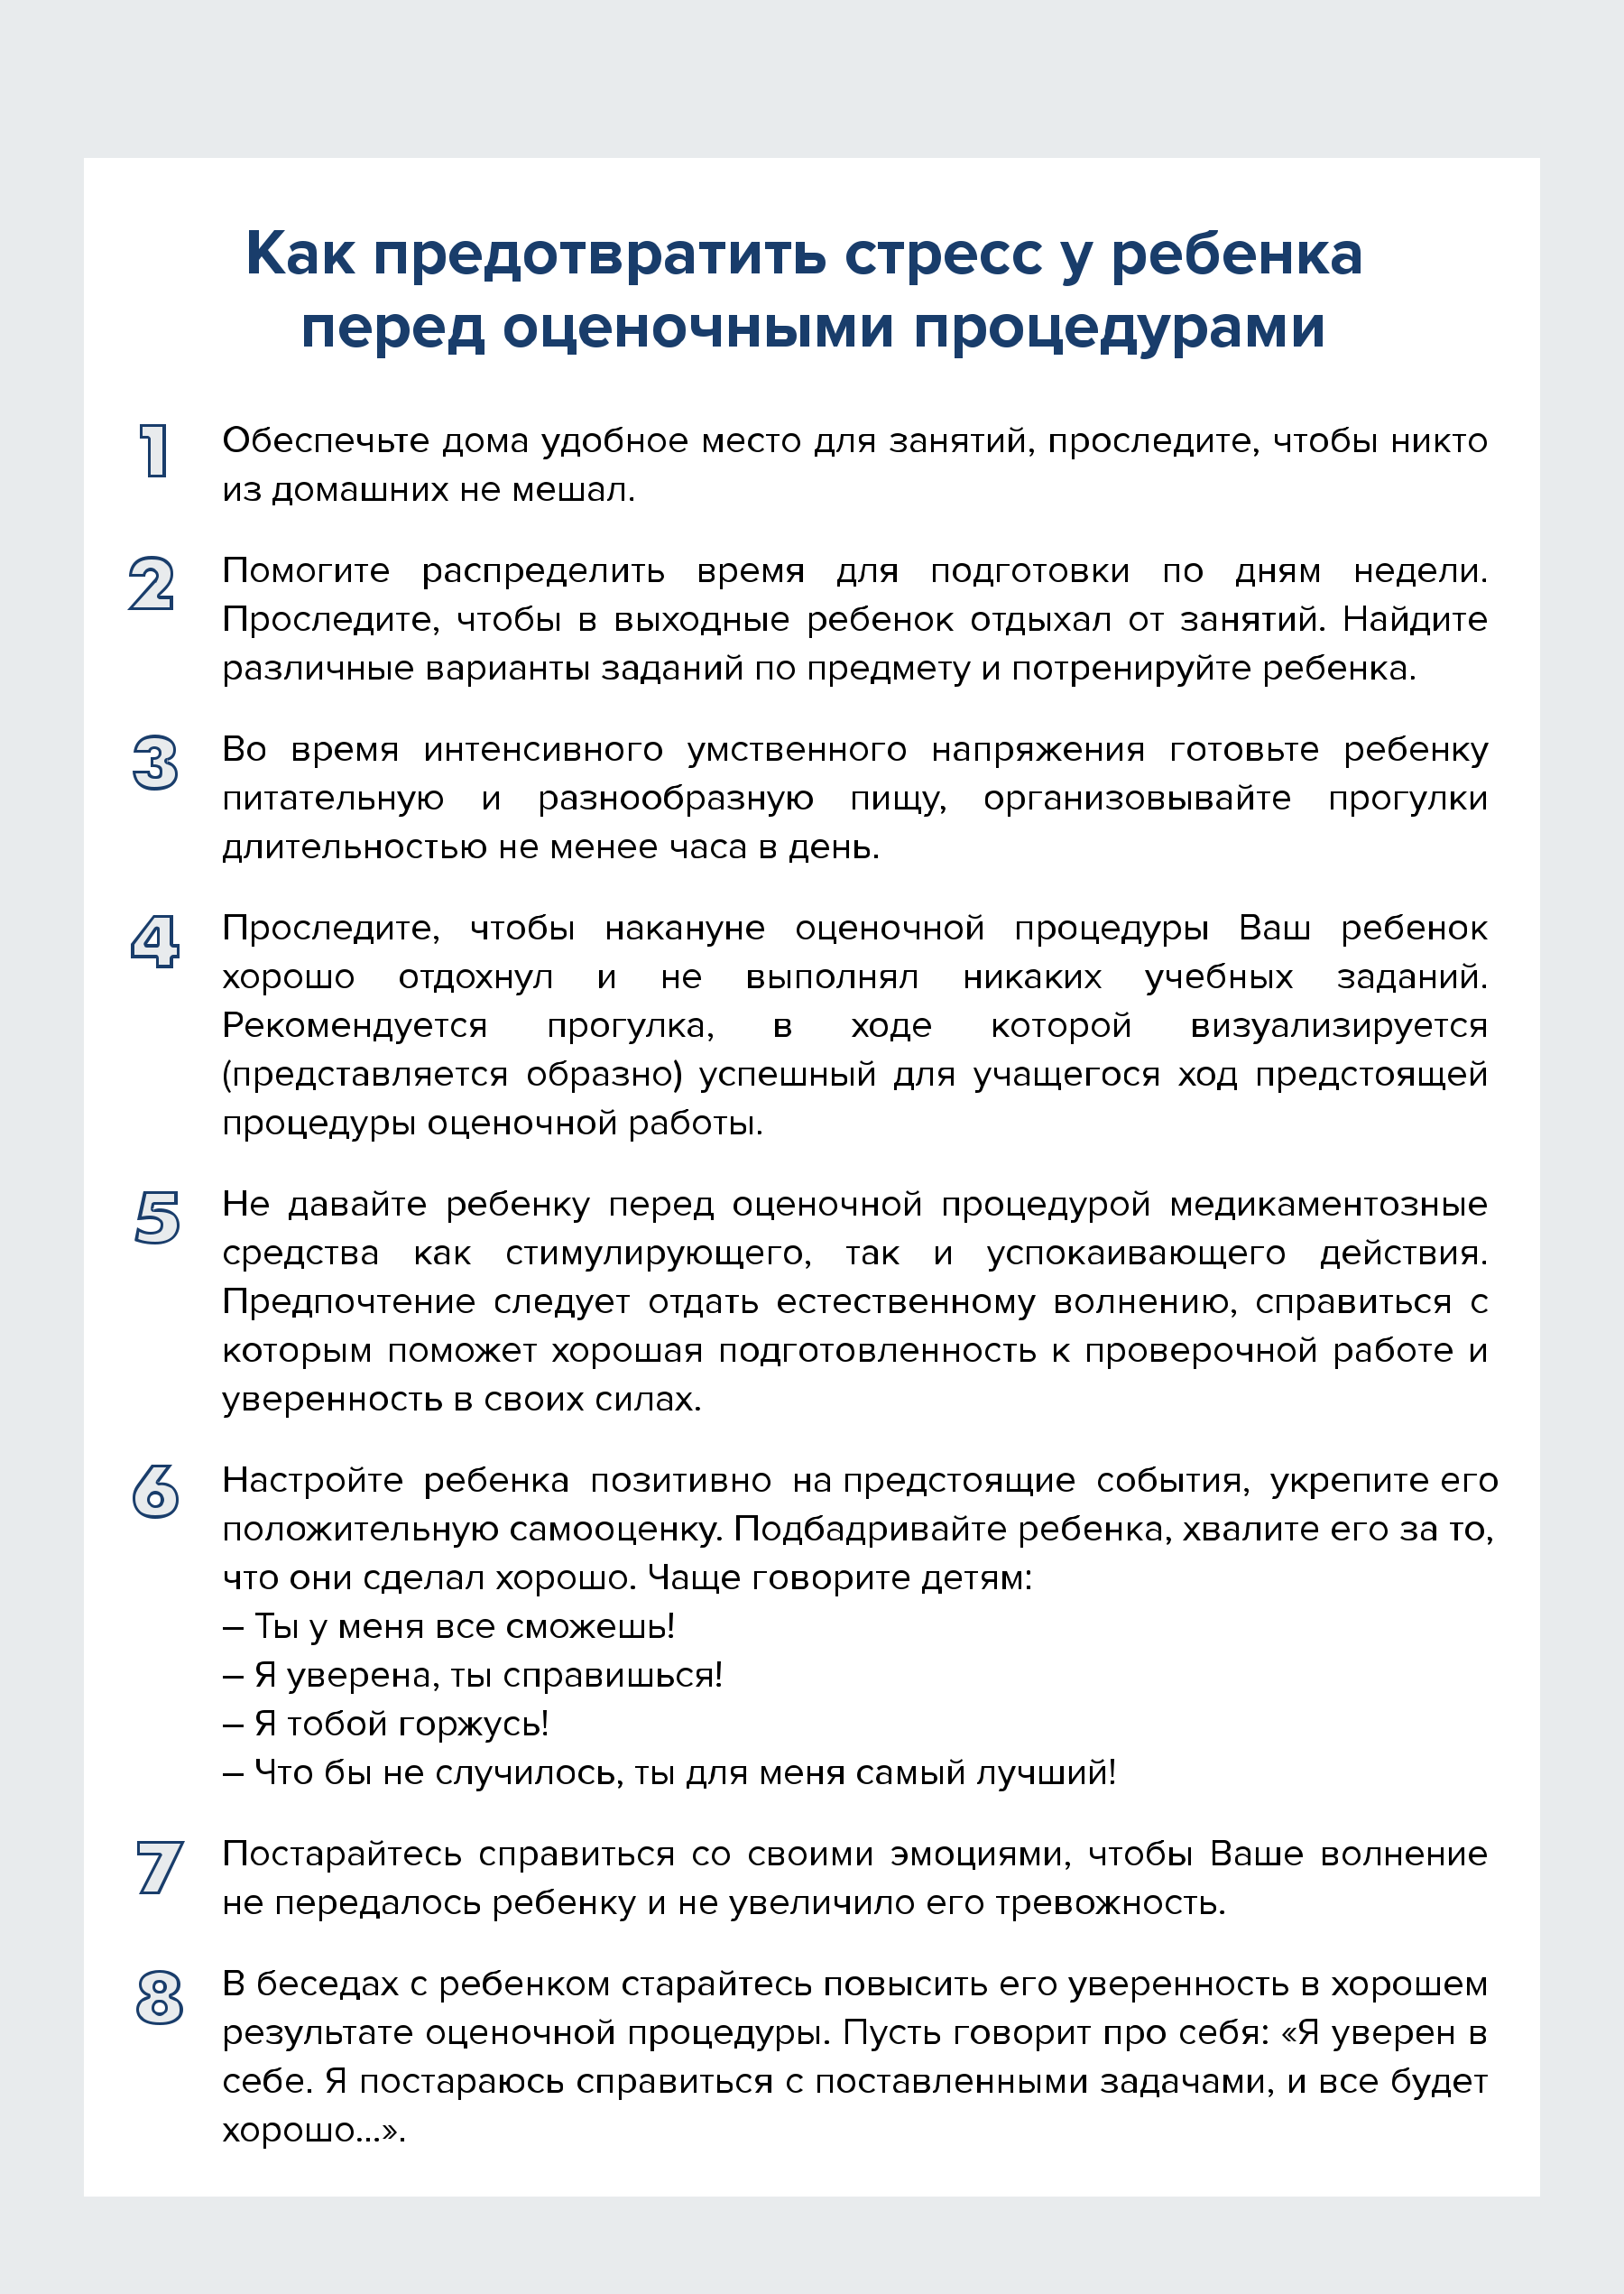 Как предотвратить стресс у ребенка
перед оценочными процедурами
1 Обеспечьте дома удобное место для занятий, проследите, чтобы никто
из домашних не мешал.
2 Помогите распределить время для подготовки по дням недели.
Проследите, чтобы в выходные ребенок отдыхал от занятий. Найдите
различные варианты заданий по предмету и потренируйте ребенка.
3 Во время интенсивного умственного напряжения готовьте ребенку
питательную и разнообразную пищу, организовывайте прогулки
длительностью не менее часа в день.
4 Проследите, чтобы накануне оценочной процедуры Ваш ребенок
хорошо отдохнул и не выполнял никаких учебных заданий.
Рекомендуется прогулка, в ходе которой визуализируется
(представляется образно) успешный для учащегося ход предстоящей
процедуры оценочной работы.
5 Не давайте ребенку перед оценочной процедурой медикаментозные
средства как стимулирующего, так и успокаивающего действия.
Предпочтение следует отдать естественному волнению, справиться с
которым поможет хорошая подготовленность к проверочной работе и
уверенность в своих силах.
6 Настройте ребенка позитивно на предстоящие события, укрепите его
положительную самооценку. Подбадривайте ребенка, хвалите его за то,
что они сделал хорошо. Чаще говорите детям:
– Ты у меня все сможешь!
– Я уверена, ты справишься!
– Я тобой горжусь!
– Что бы не случилось, ты для меня самый лучший!
7 Постарайтесь справиться со своими эмоциями, чтобы Ваше волнение
не передалось ребенку и не увеличило его тревожность.
8 В беседах с ребенком старайтесь повысить его уверенность в хорошем
результате оценочной процедуры. Пусть говорит про себя: «Я уверен в
себе. Я постараюсь справиться с поставленными задачами, и все будет
хорошо...».